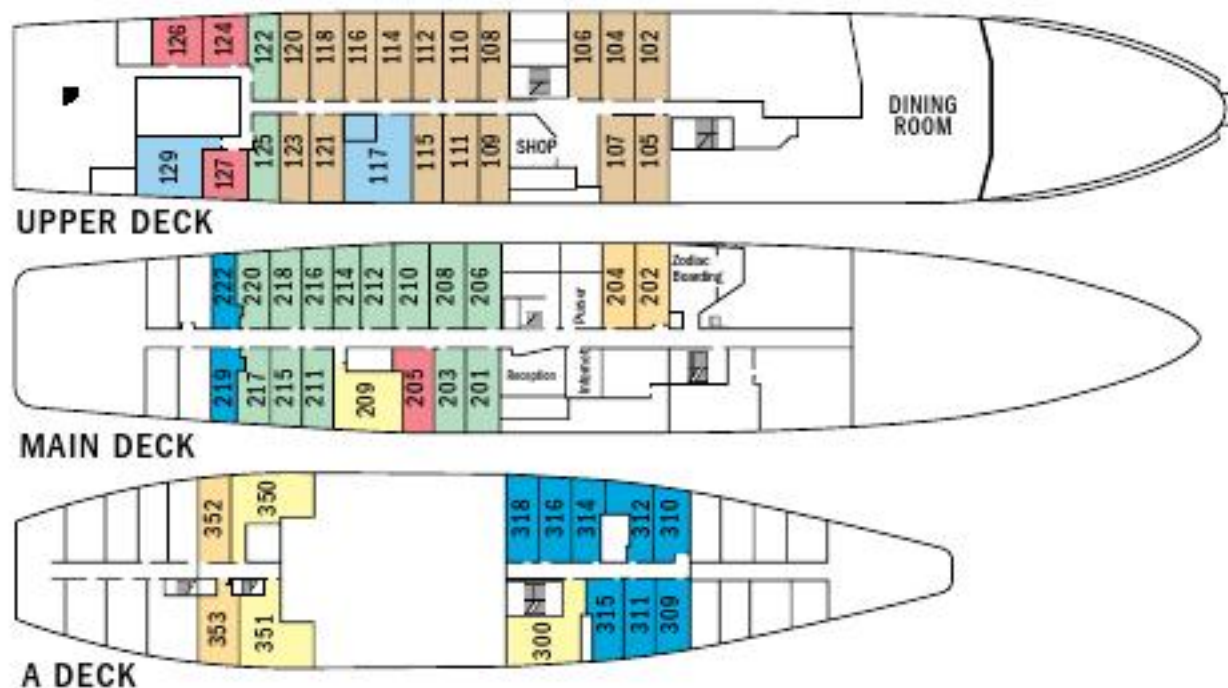 126 124 122 120 118 116 114 112 110 108 106 104 102
DINING
ROOM
129 127 125 123 121 117 115 111 109 SHOP 107 105
UPPER DECK
222 220 218 216 214 212 210 208 206 Purser 204 202 Zodiac
Boarding
219 217 215 211 209 205 203 201 Reception Internet
MAIN DECK
352 350 318 316 314 312 310
353 351 300 315 311 309
A DECK